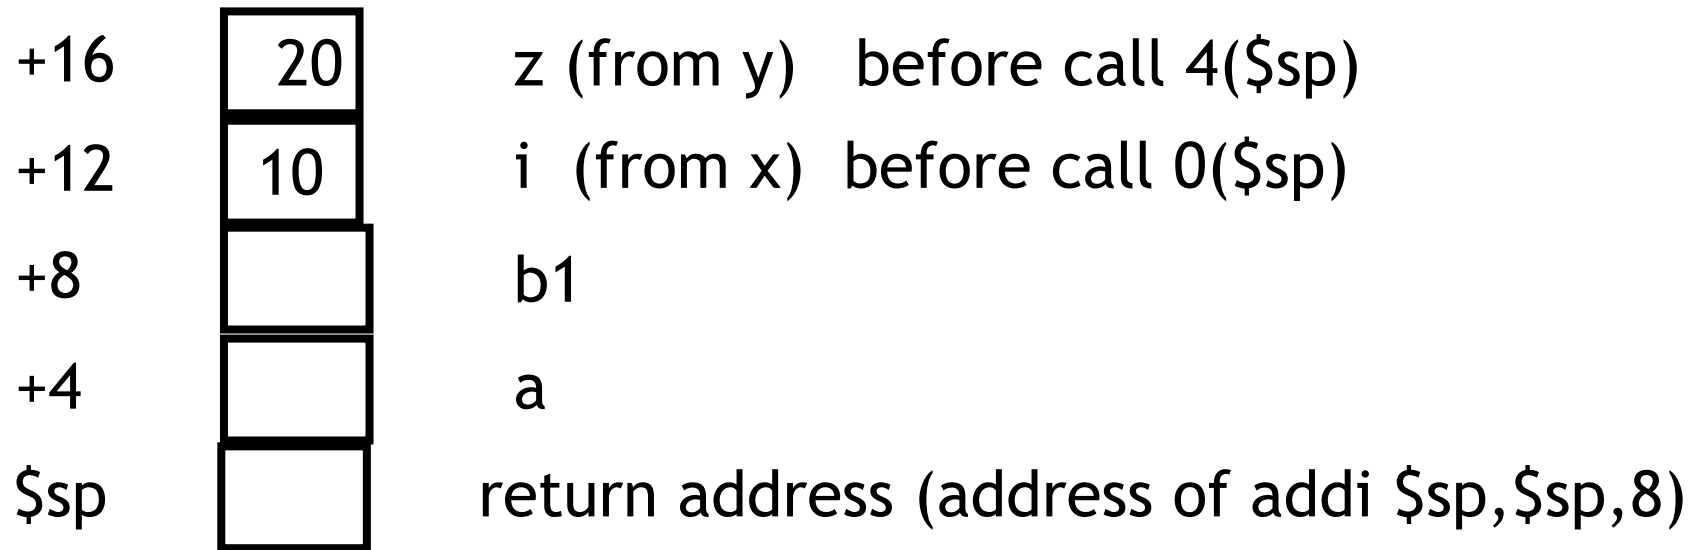 +16 20 z (from y) before call 4($sp)
+12 10 i (from x) before call 0($sp)
+8 b1
+4 a
$sp return address (address of addi $sp,$sp,8)